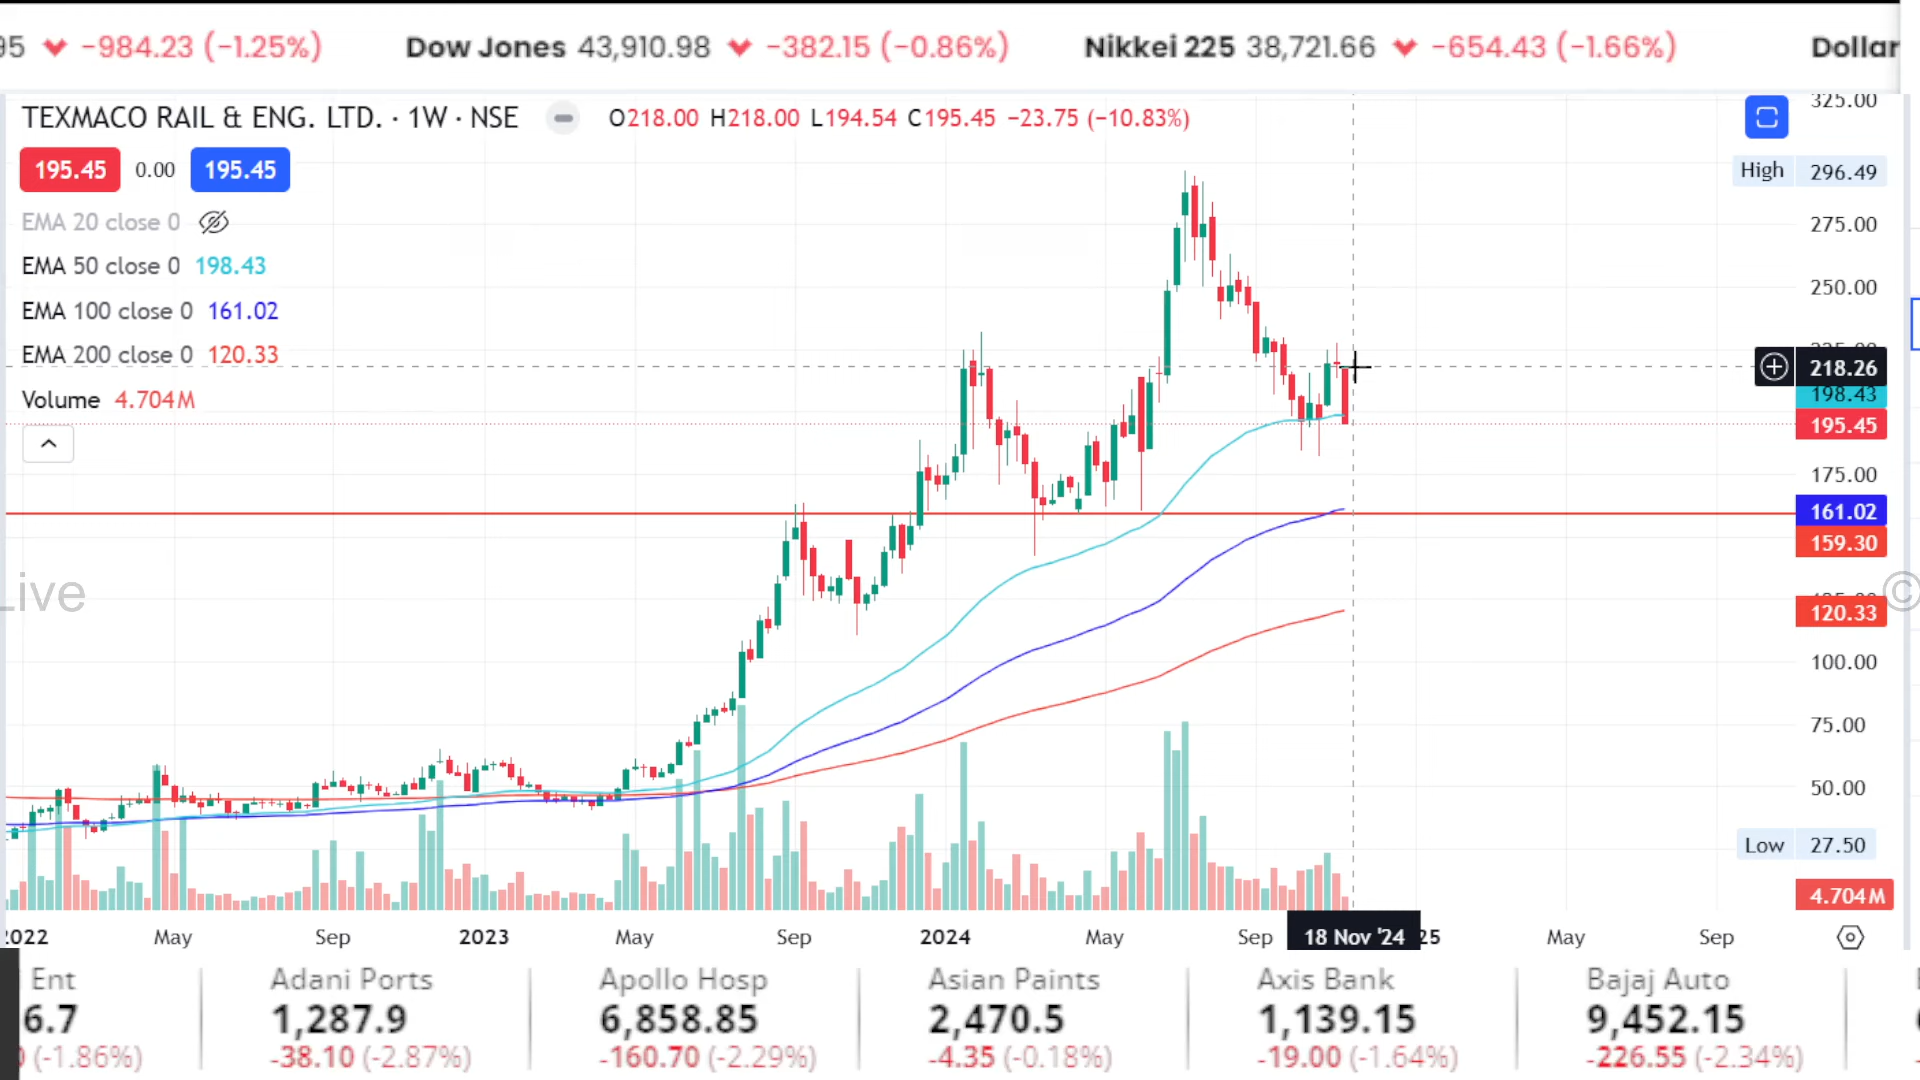 95 -984.23 (-1.25%) Dow Jones 43,910.98 -382.15 (-0.86%) Nikkei 225 38,721.66 -654.43 (-1.66%) Dollar
TEXMACO RAIL & ENG. LTD. · 1W · NSE O218.00 H218.00 L194.54 C195.45 −23.75 (−10.83%)
195.45 0.00 195.45
EMA 20 close 0
EMA 50 close 0 198.43
EMA 100 close 0 161.02
EMA 200 close 0 120.33
Volume 4.704M
325.00
High 296.49
275.00
250.00
218.26
198.43
195.45
175.00
161.02
159.30
Live ©
120.33
100.00
75.00
50.00
Low 27.50
4.704M
2022 May Sep 2023 May Sep 2024 May Sep 18 Nov '24 25 May Sep
Ent Adani Ports Apollo Hosp Asian Paints Axis Bank Bajaj Auto
6.7 1,287.9 6,858.85 2,470.5 1,139.15 9,452.15
(-1.86%) -38.10 (-2.87%) -160.70 (-2.29%) -4.35 (-0.18%) -19.00 (-1.64%) -226.55 (-2.34%)